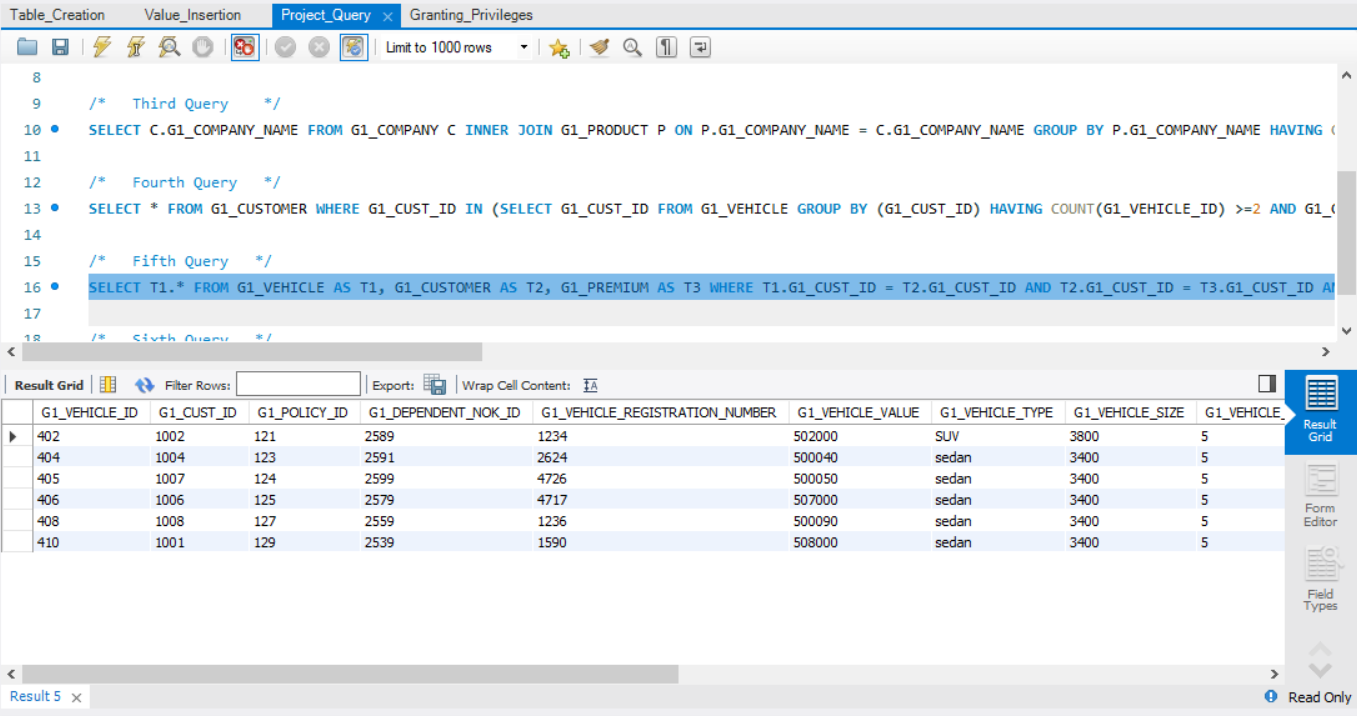 Table_Creation Value_Insertion Project_Query Granting_Privileges
Limit to 1000 rows
8
9 /* Third Query */
10 SELECT C.G1_COMPANY_NAME FROM G1_COMPANY C INNER JOIN G1_PRODUCT P ON P.G1_COMPANY_NAME = C.G1_COMPANY_NAME GROUP BY P.G1_COMPANY_NAME HAVING
11
12 /* Fourth Query */
13 SELECT * FROM G1_CUSTOMER WHERE G1_CUST_ID IN (SELECT G1_CUST_ID FROM G1_VEHICLE GROUP BY (G1_CUST_ID) HAVING COUNT(G1_VEHICLE_ID) >=2 AND G1_
14
15 /* Fifth Query */
16 SELECT T1.* FROM G1_VEHICLE AS T1, G1_CUSTOMER AS T2, G1_PREMIUM AS T3 WHERE T1.G1_CUST_ID = T2.G1_CUST_ID AND T2.G1_CUST_ID = T3.G1_CUST_ID
17
18 /* Sixth Query */
Result Grid Filter Rows: Export: Wrap Cell Content:
G1_VEHICLE_ID G1_CUST_ID G1_POLICY_ID G1_DEPENDENT_NOK_ID G1_VEHICLE_REGISTRATION_NUMBER G1_VEHICLE_VALUE G1_VEHICLE_TYPE G1_VEHICLE_SIZE G1_VEHICLE_
402 1002 121 2589 1234 502000 SUV 3800 5
404 1004 123 2591 2624 500040 sedan 3400 5
405 1007 124 2599 4726 500050 sedan 3400 5
406 1006 125 2579 4717 507000 sedan 3400 5
408 1008 127 2559 1236 500090 sedan 3400 5
410 1001 129 2539 1590 508000 sedan 3400 5
Result
Grid
Form
Editor
Field
Types
Result 5
Read Only